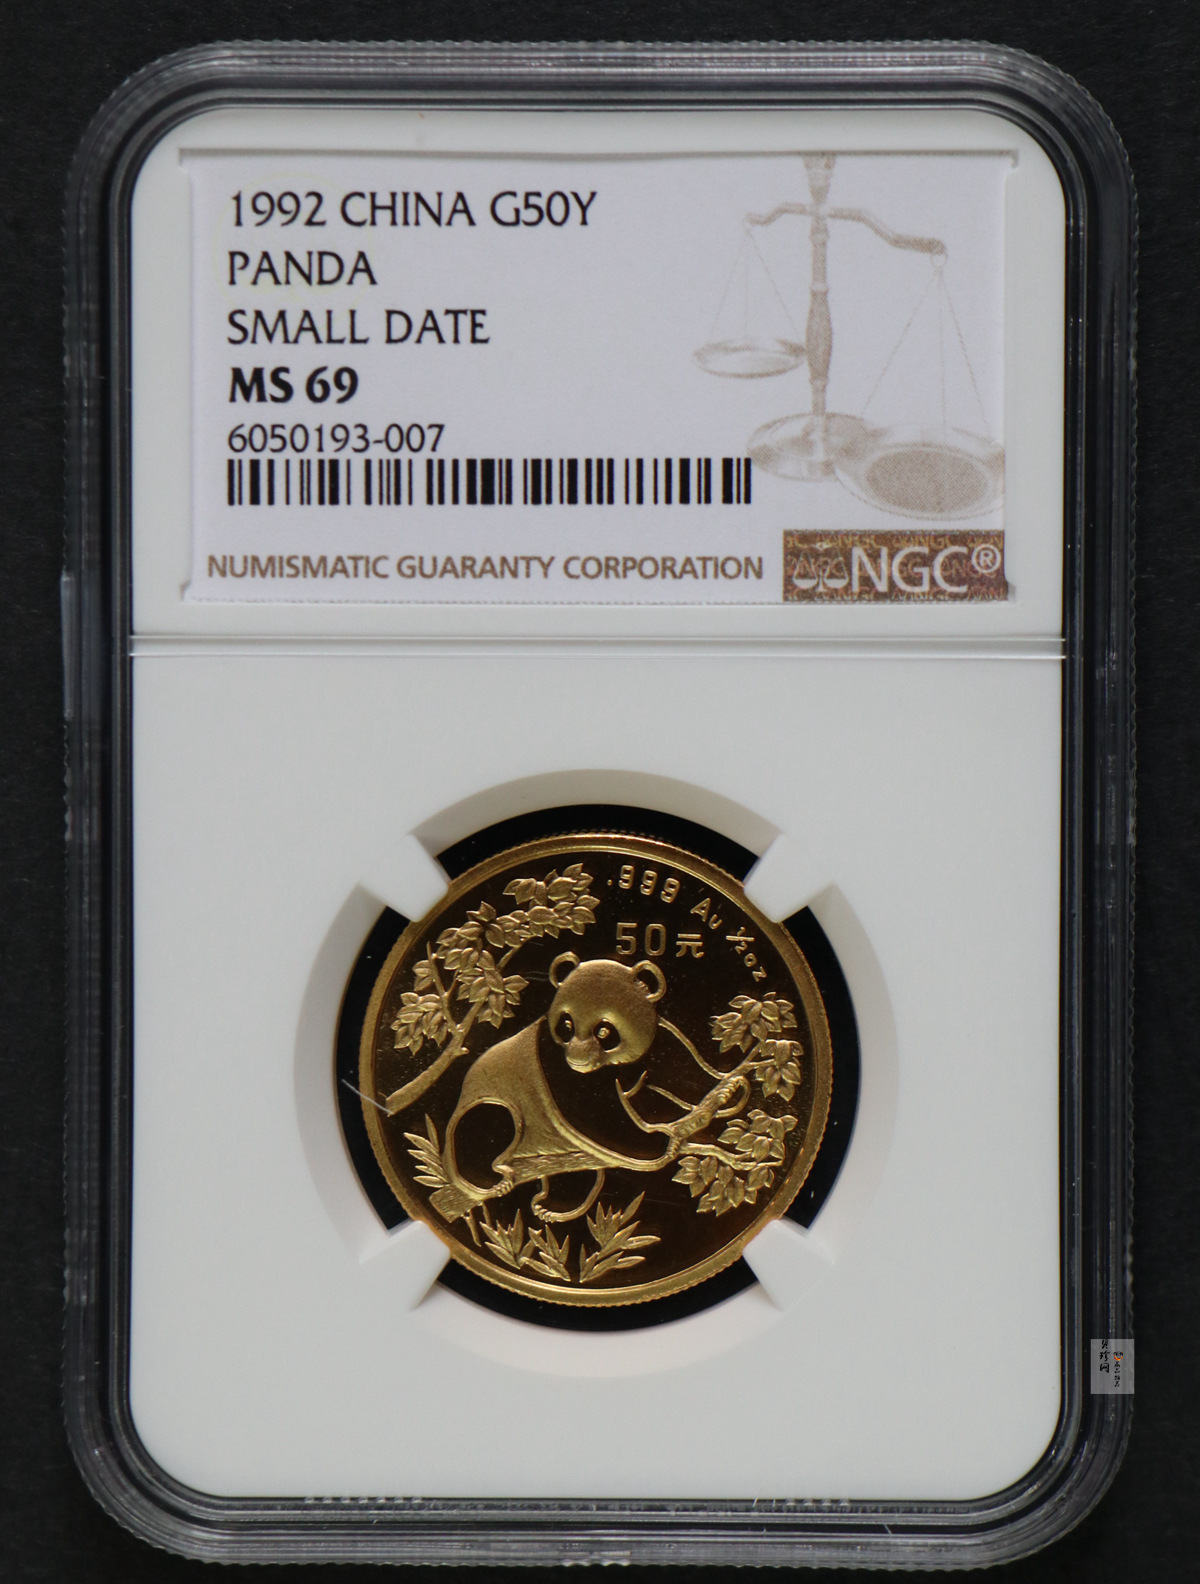 1992 CHINA G50Y
PANDA
SMALL DATE
MS 69
6050193-007
NUMISMATIC GUARANTY CORPORATION
NGC®
.999 Au ½oz
50元